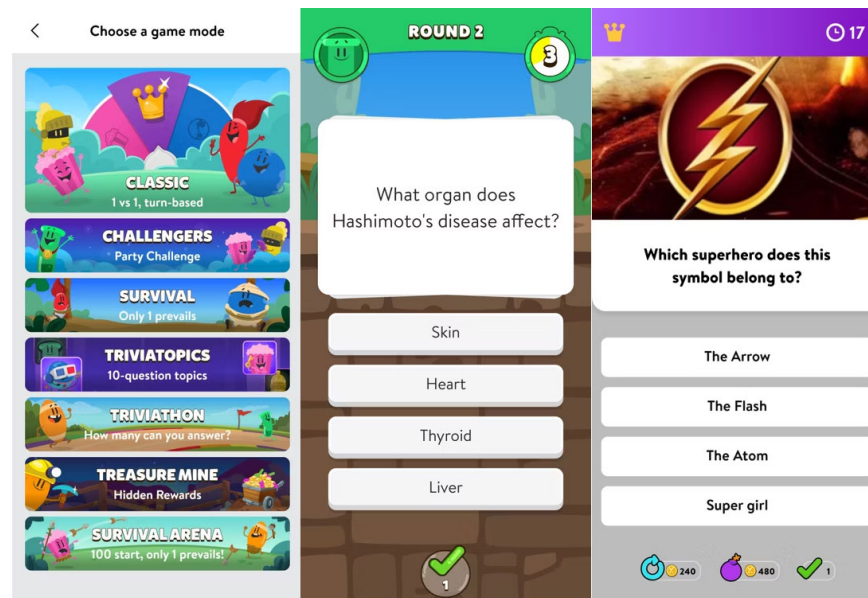 Choose a game mode
CLASSIC
1 vs 1, turn-based
CHALLENGERS
Party Challenge
SURVIVAL
Only 1 prevails
TRIVIATOPICS
10-question topics
TRIVIATHON
How many can you answer?
TREASURE MINE
Hidden Rewards
SURVIVAL ARENA
100 start, only 1 prevails!
ROUND 2
3
What organ does
Hashimoto's disease affect?
Skin
Heart
Thyroid
Liver
1
17
Which superhero does this
symbol belong to?
The Arrow
The Flash
The Atom
Super girl
240
480
1